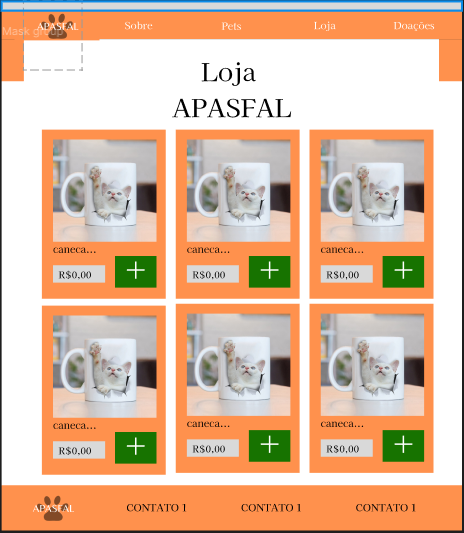 Mask group
APASFAL
Sobre
Pets
Loja
Doações
Loja
APASFAL
caneca...
caneca...
caneca...
R$0,00
R$0,00
R$0,00
caneca...
caneca...
caneca...
R$0,00
R$0,00
R$0,00
APASFAL
CONTATO 1
CONTATO 1
CONTATO 1